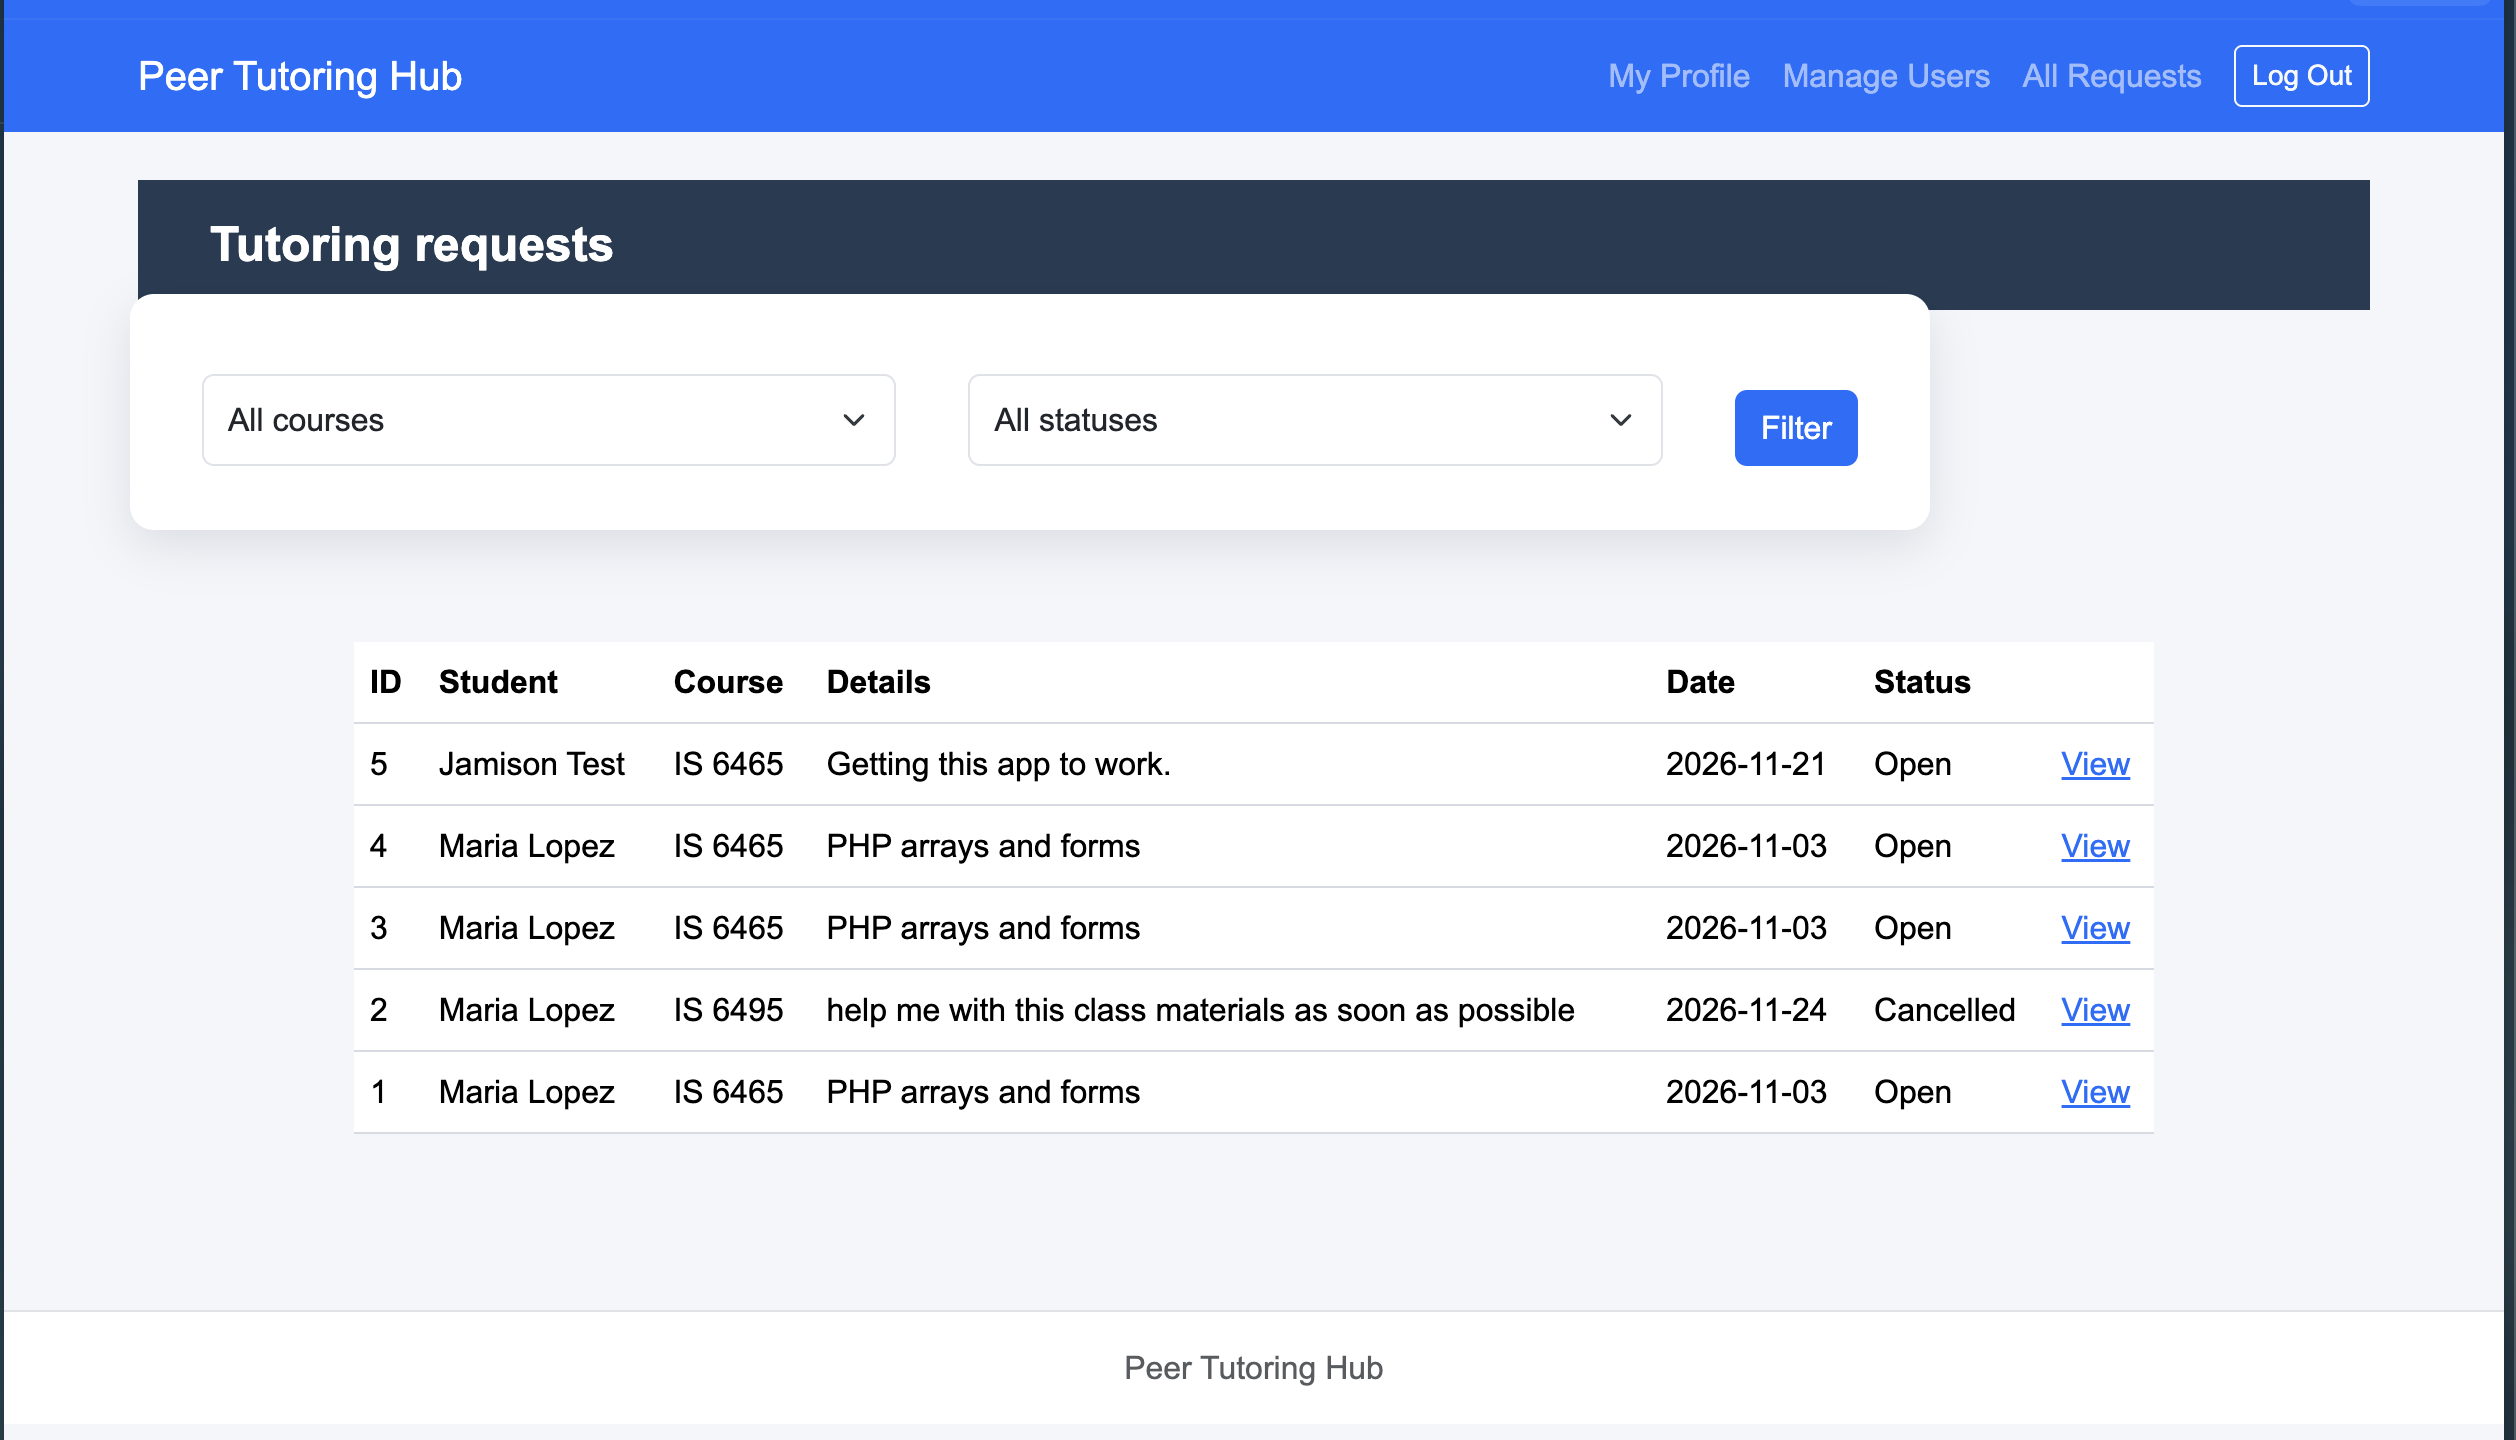 Peer Tutoring Hub My Profile Manage Users All Requests Log Out
Tutoring requests
All courses All statuses Filter
ID Student Course Details Date Status
5 Jamison Test IS 6465 Getting this app to work. 2026-11-21 Open View
4 Maria Lopez IS 6465 PHP arrays and forms 2026-11-03 Open View
3 Maria Lopez IS 6465 PHP arrays and forms 2026-11-03 Open View
2 Maria Lopez IS 6495 help me with this class materials as soon as possible 2026-11-24 Cancelled View
1 Maria Lopez IS 6465 PHP arrays and forms 2026-11-03 Open View
Peer Tutoring Hub